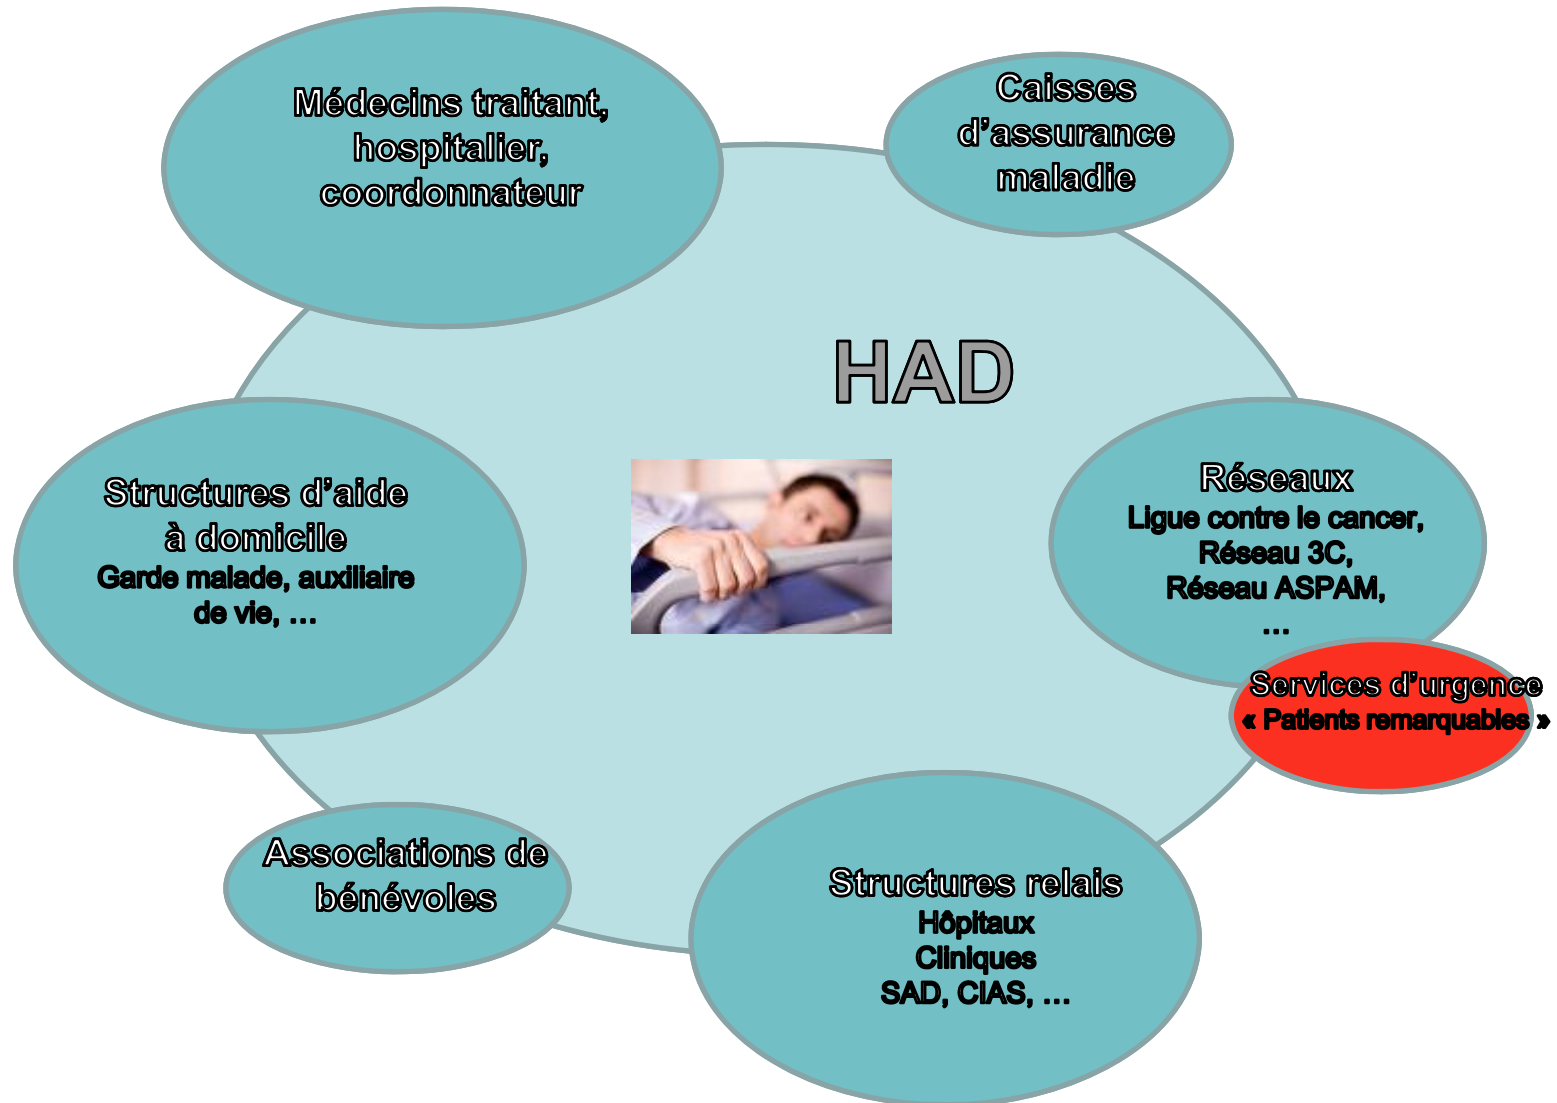 Médecins traitant,
hospitalier,
coordonnateur
Caisses
d’assurance
maladie
HAD
Structures d’aide
à domicile
Garde malade, auxiliaire
de vie, …
Réseaux
Ligue contre le cancer,
Réseau 3C,
Réseau ASPAM,
…
Services d’urgence
« Patients remarquables »
Associations de
bénévoles
Structures relais
Hôpitaux
Cliniques
SAD, CIAS, …